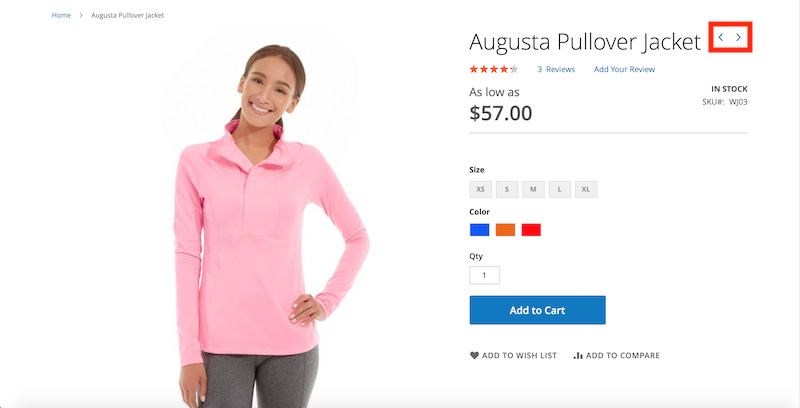 Home > Augusta Pullover Jacket
Augusta Pullover Jacket < >
3 Reviews Add Your Review
As low as
IN STOCK
$57.00
SKU#: WJ03
Size
XS S M L XL
Color
Qty
1
Add to Cart
ADD TO WISH LIST ADD TO COMPARE